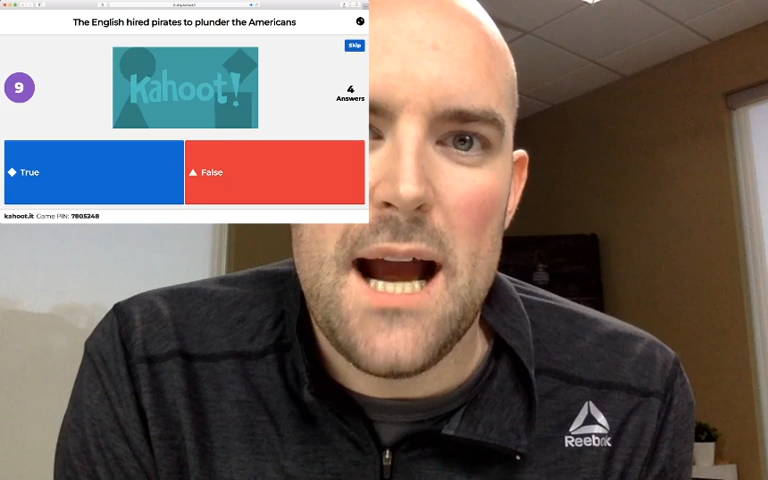 The English hired pirates to plunder the Americans
Skip
9
Kahoot!
4
Answers
True
False
kahoot.it Game PIN: 7805248
Reebok